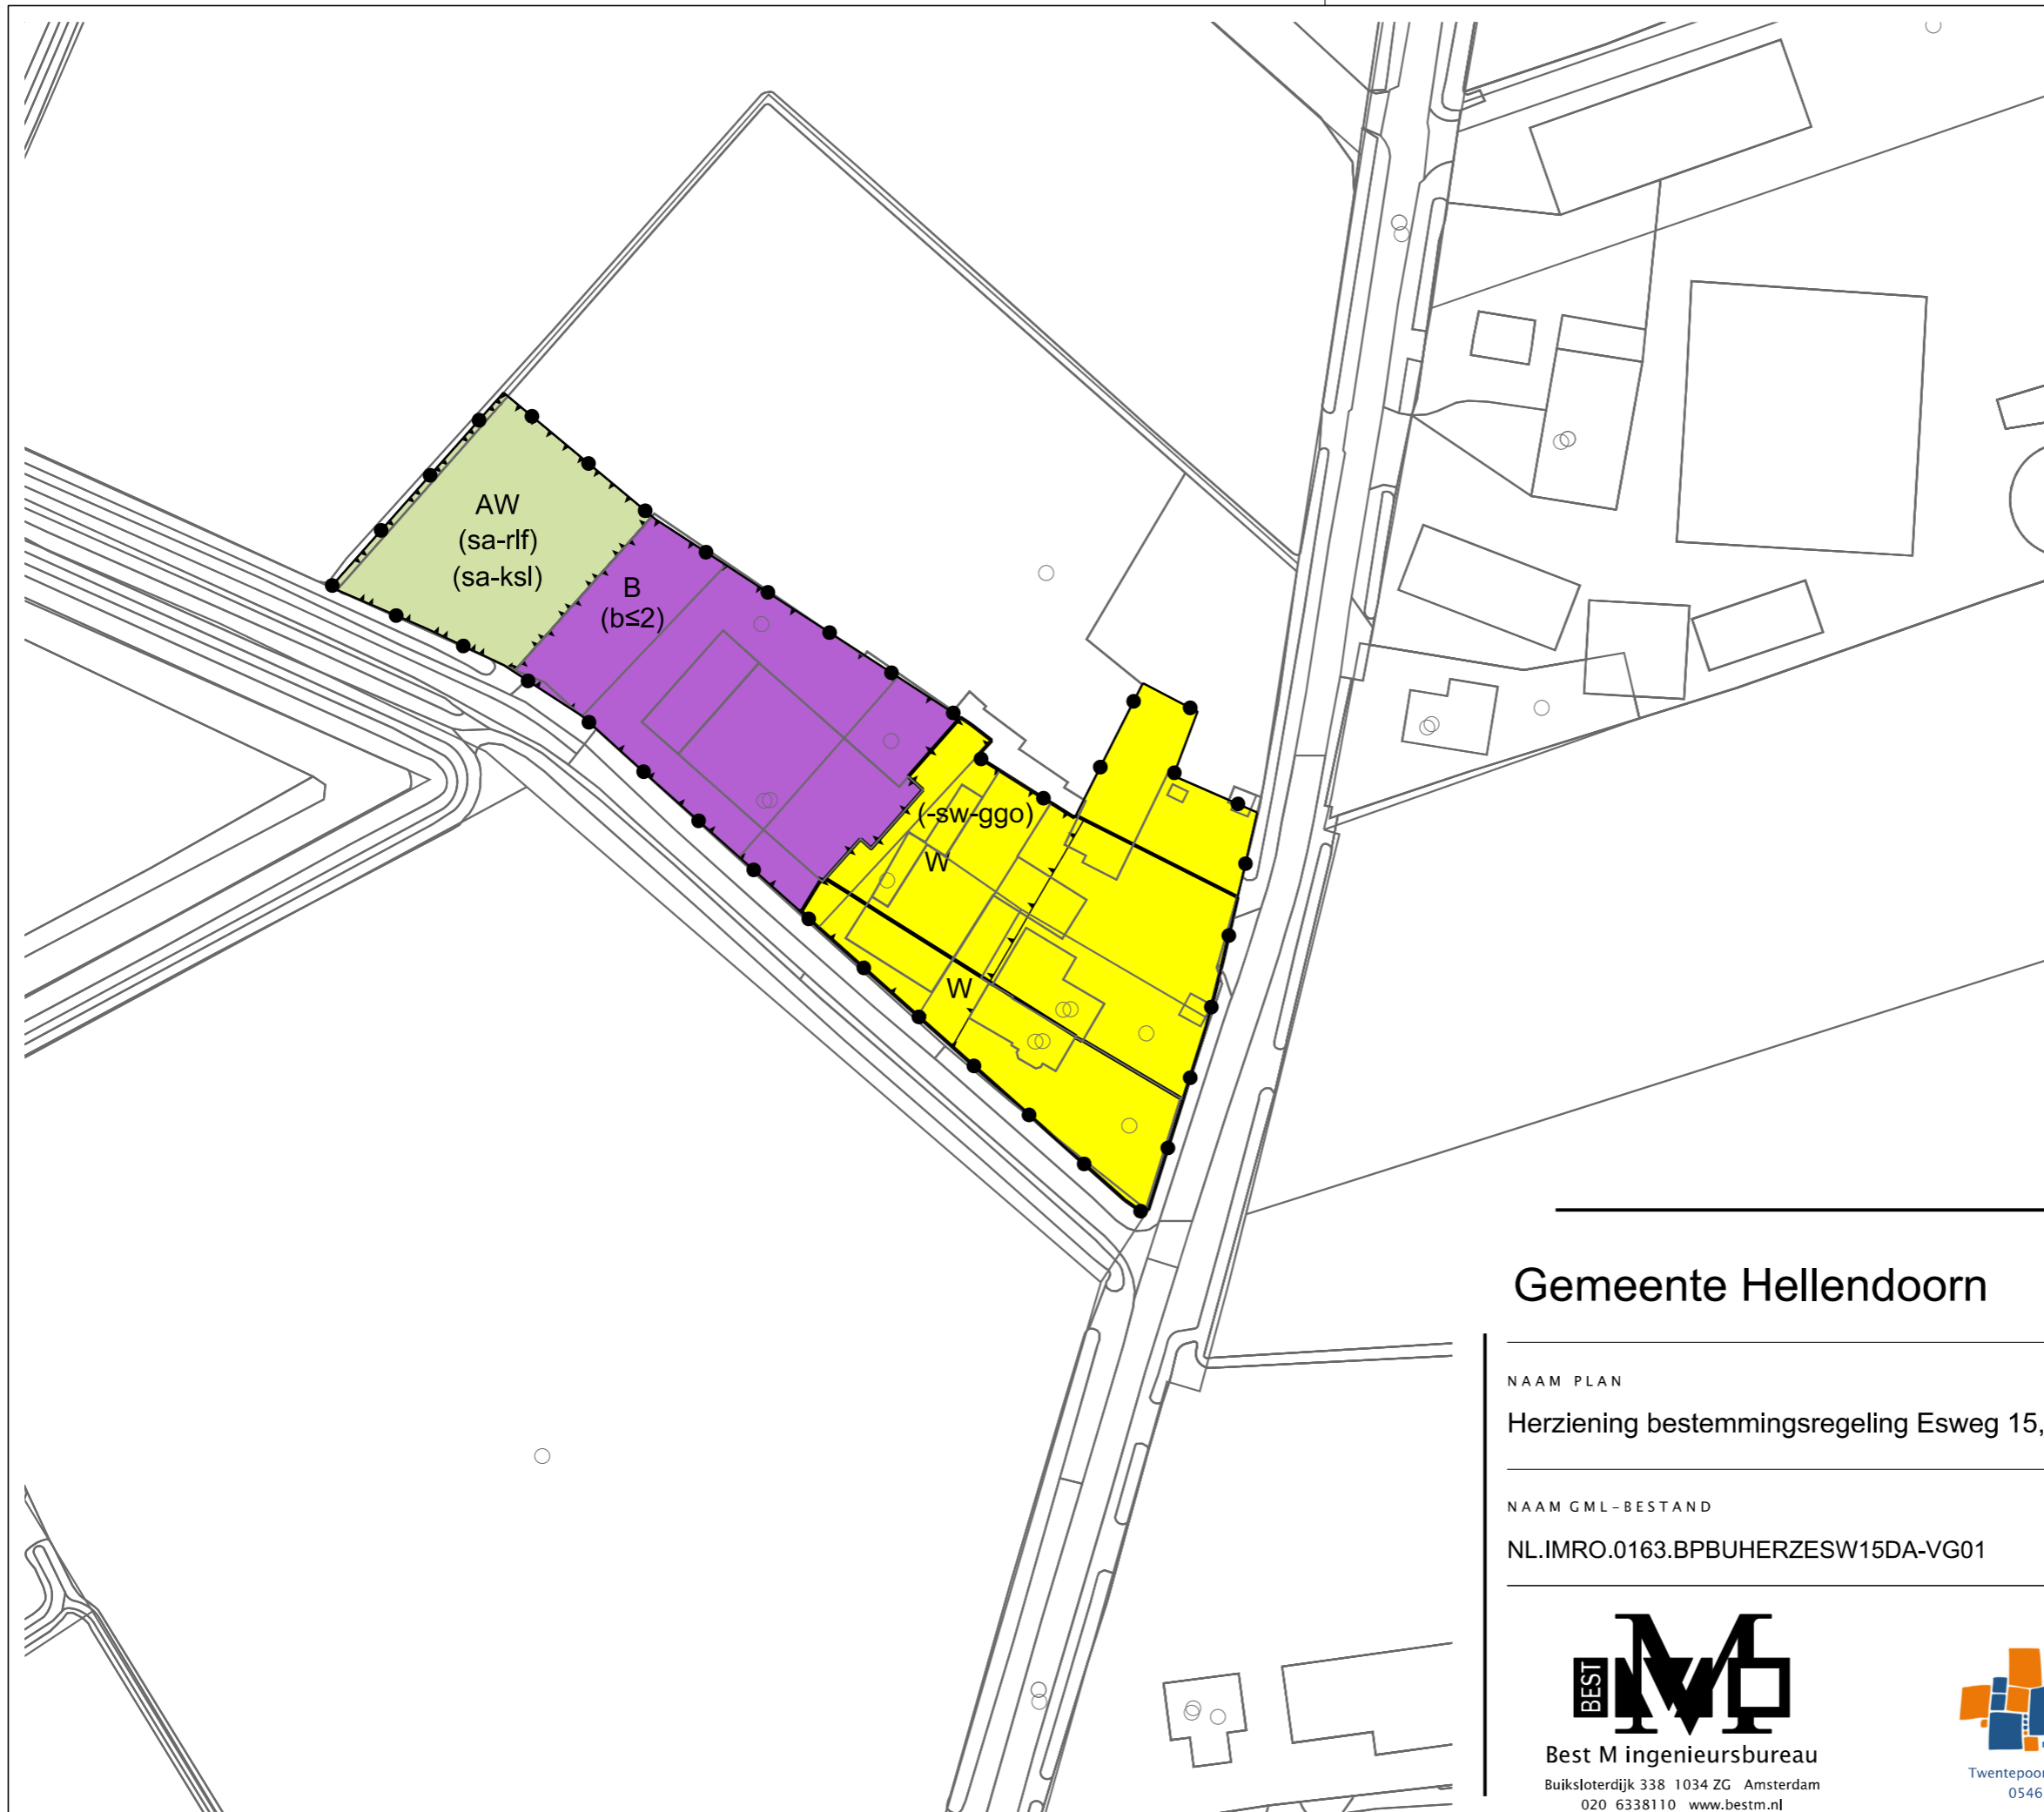 AW
(sa-rlf)
(sa-ksl)
B
(b≤2)
(-sw-ggo)
W
W
Gemeente Hellendoorn
NAAM PLAN
Herziening bestemmingsregeling Esweg 15,
NAAM GML-BESTAND
NL.IMRO.0163.BPBUHERZESW15DA-VG01
BEST
M
Best M ingenieursbureau
Buiksloterdijk 338 1034 ZG Amsterdam
020 6338110 www.bestm.nl
Twentepoor
0546